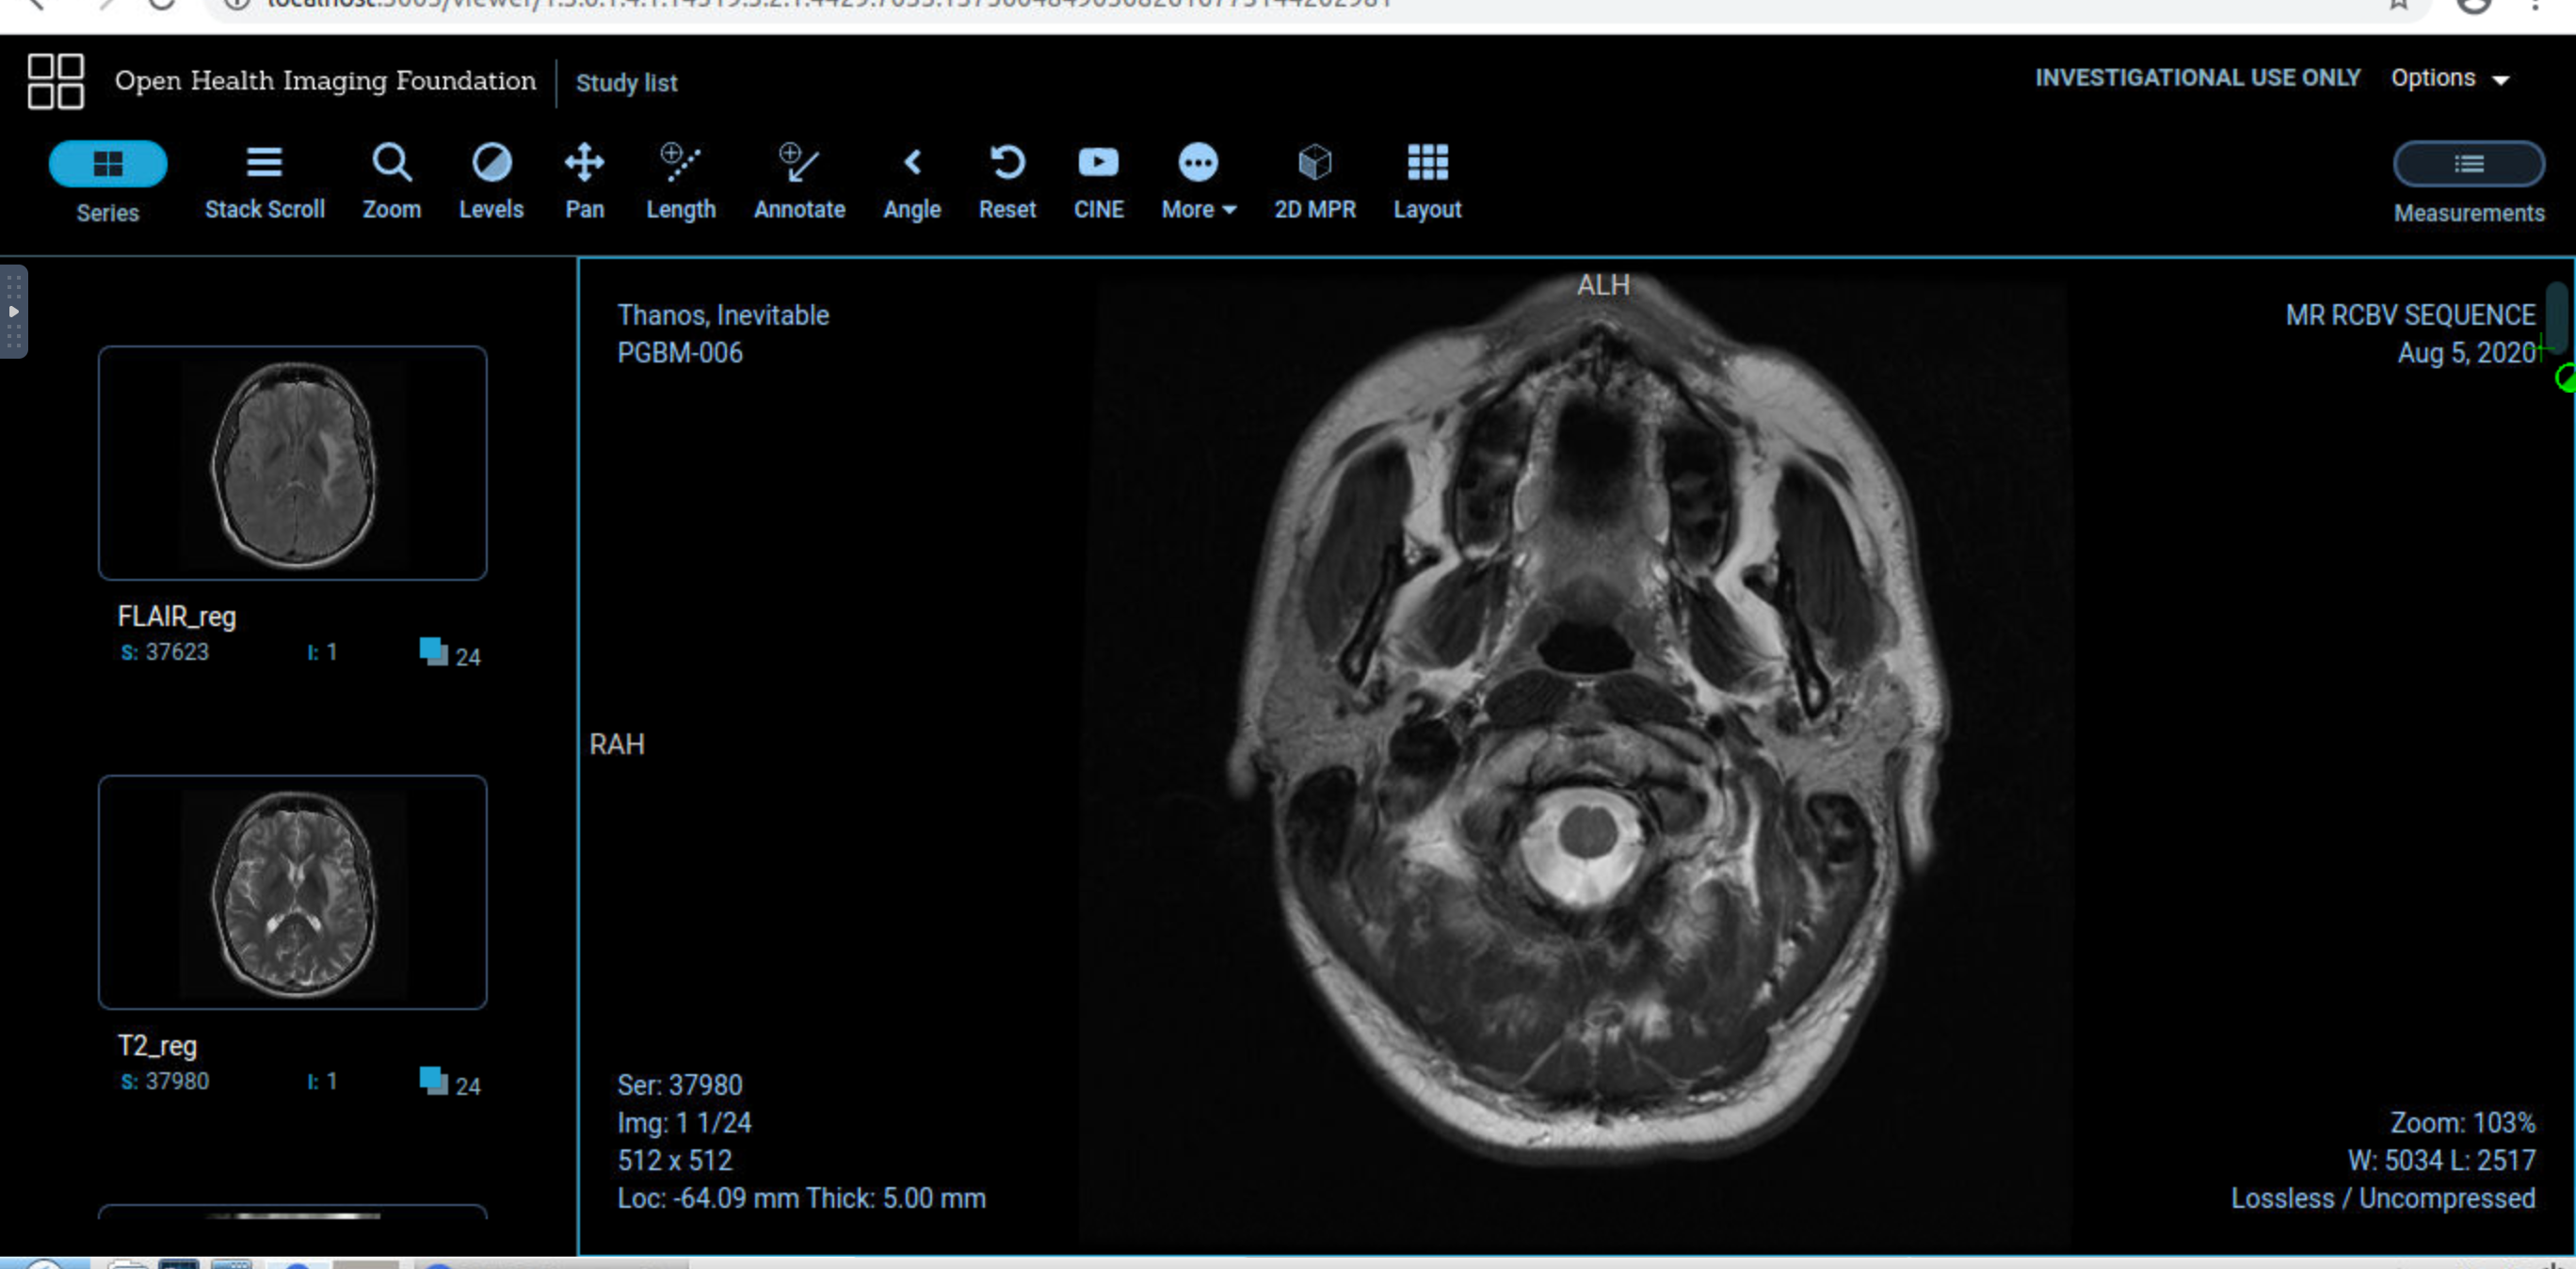 Open Health Imaging Foundation
Study list
INVESTIGATIONAL USE ONLY
Options
Series
Stack Scroll
Zoom
Levels
Pan
Length
Annotate
Angle
Reset
CINE
More
2D MPR
Layout
Measurements
FLAIR_reg
S: 37623 I: 1 24
T2_reg
S: 37980 I: 1 24
ALH
Thanos, Inevitable
PGBM-006
MR RCBV SEQUENCE
Aug 5, 2020
RAH
Ser: 37980
Img: 1 1/24
512 x 512
Loc: -64.09 mm Thick: 5.00 mm
Zoom: 103%
W: 5034 L: 2517
Lossless / Uncompressed